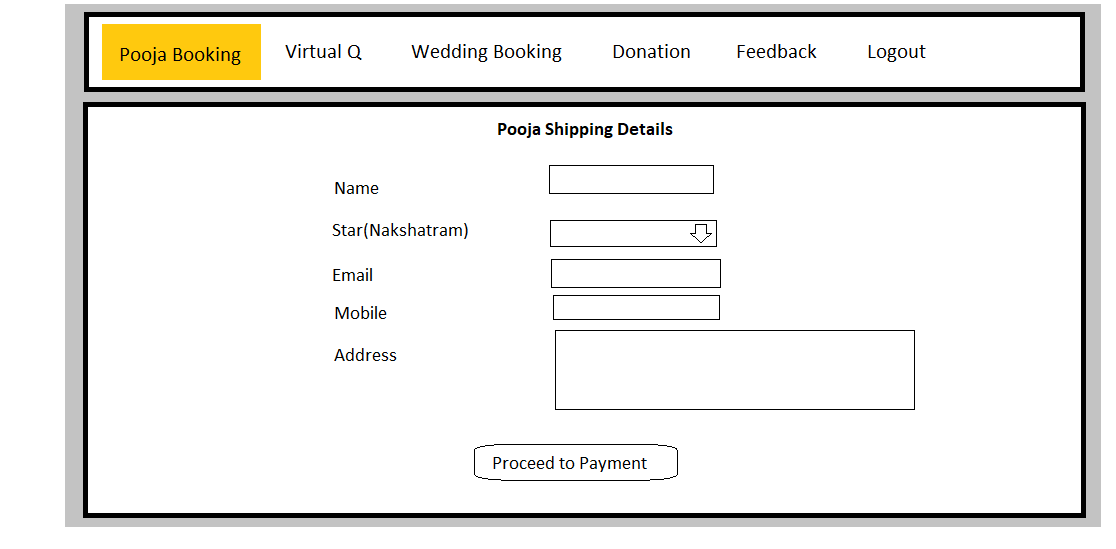 Pooja Booking Virtual Q Wedding Booking Donation Feedback Logout
Pooja Shipping Details
Name
Star(Nakshatram)
Email
Mobile
Address
Proceed to Payment